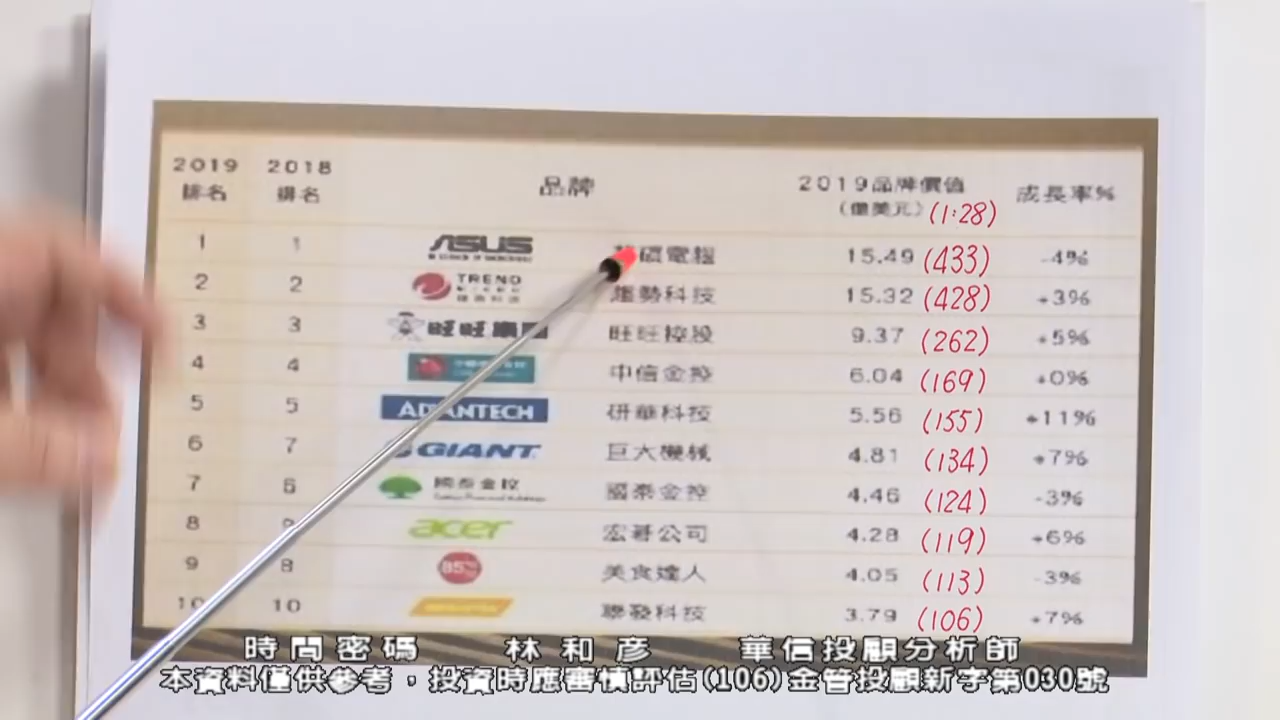 2019 2018
排名 排名 品牌 2019品牌價值 成長率%
(億美元) (1:28)
1 1 ASUS 碩電腦 15.49 (433) -4%
2 2 TREND 趨勢科技 15.32 (428) +3%
3 3 旺旺集團 旺旺控股 9.37 (262) +5%
4 4 中信金控 6.04 (169) +0%
5 5 ADVANTECH 研華科技 5.56 (155) +11%
6 7 GIANT 巨大機械 4.81 (134) +7%
7 6 國泰金控 國泰金控 4.46 (124) -3%
8 9 acer 宏碁公司 4.28 (119) +6%
9 8 85 美食達人 4.05 (113) -3%
10 10 聯發科技 3.79 (106) +7%
時間密碼 林和彥 華信投顧分析師
本資料僅供參考，投資時應審慎評估(106)金管投顧新字第030號